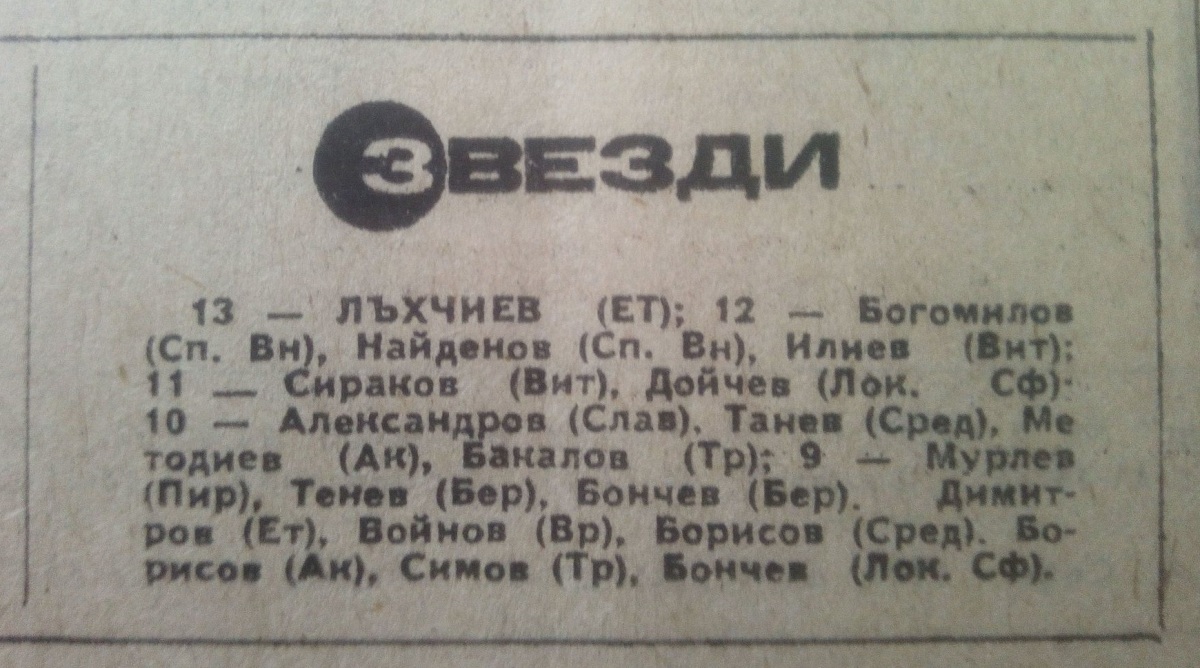 ЗВЕЗДИ
13 — ЛЪХЧИЕВ (ЕТ); 12 — Богомилов
(Сп. Вн), Найденов (Сп. Вн), Илиев (Вит);
11 — Сираков (Вит), Дойчев (Лок. Сф)·
10 — Александров (Слав), Танев (Сред), Ме
тодиев (Ак), Бакалов (Тр); 9 — Мурлев
(Пир), Тенев (Бер), Бончев (Бер). Димит-
ров (Ет), Войнов (Вр), Борисов (Сред). Бо-
рисов (Ак), Симов (Тр), Бончев (Лок. Сф).